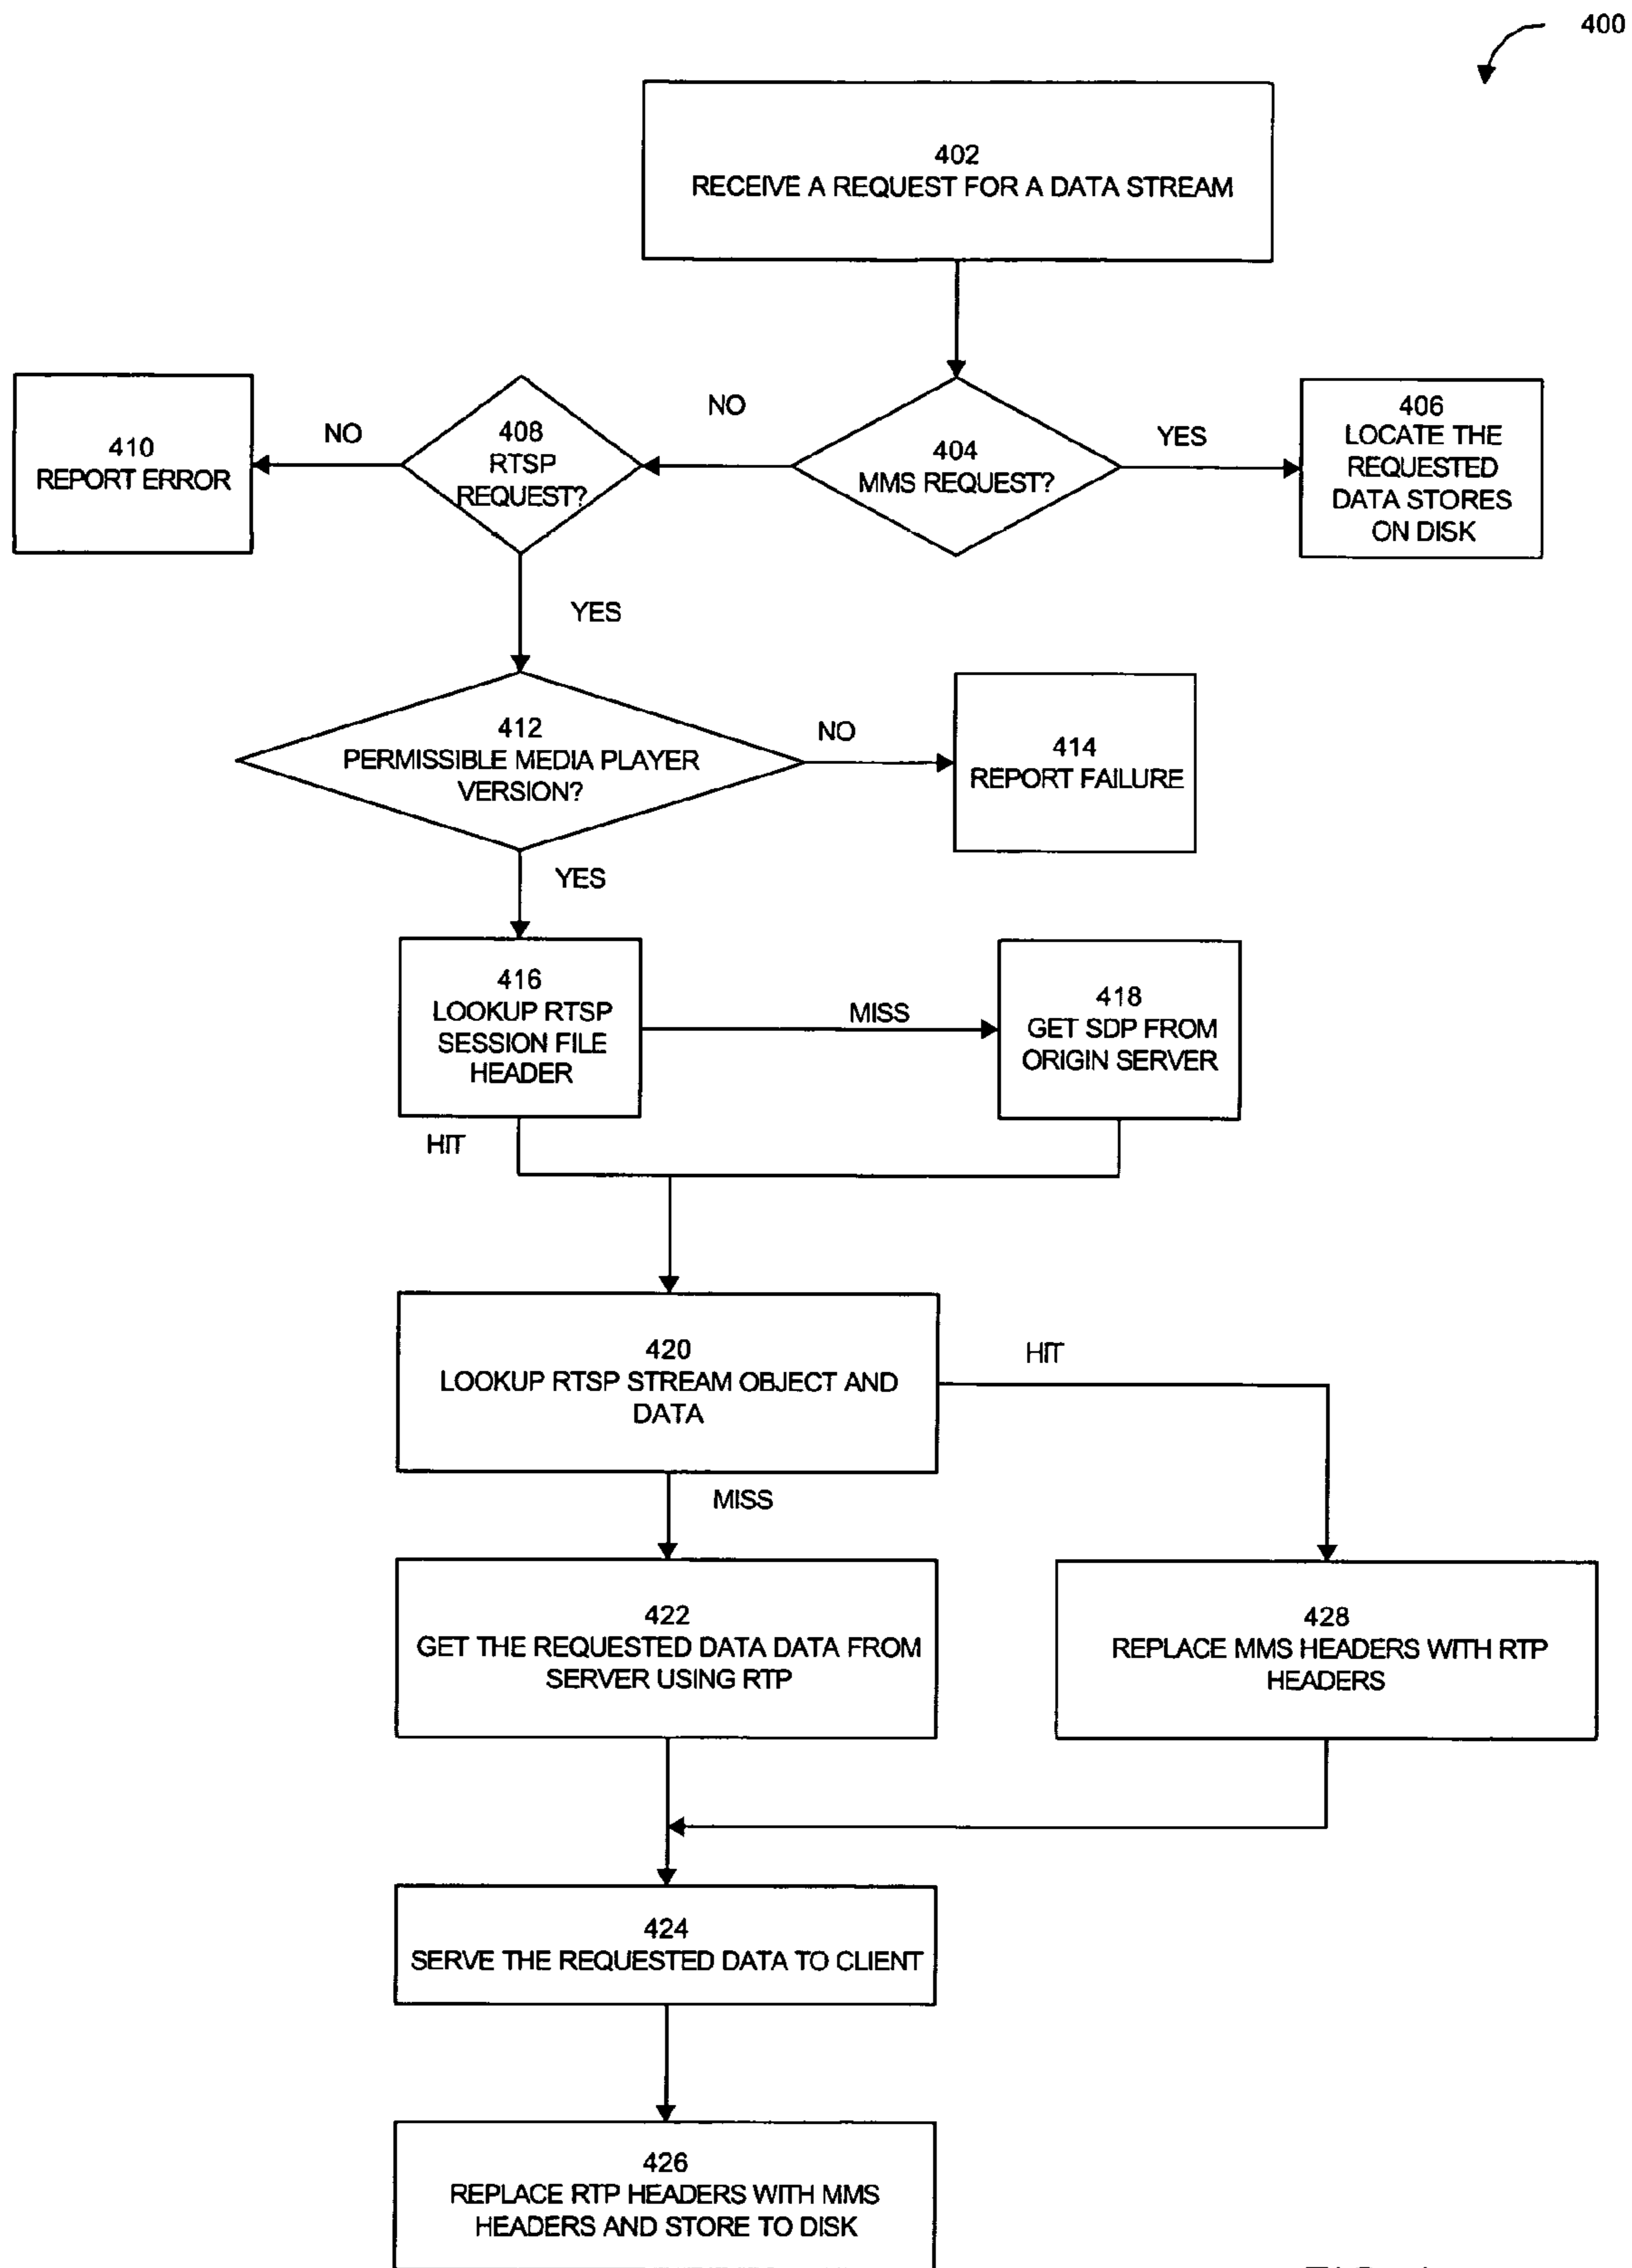 400
402
RECEIVE A REQUEST FOR A DATA STREAM
NO
408
RTSP
REQUEST?
NO
404
MMS REQUEST?
YES
406
LOCATE THE
REQUESTED
DATA STORES
ON DISK
410
REPORT ERROR
YES
412
PERMISSIBLE MEDIA PLAYER
VERSION?
NO
414
REPORT FAILURE
YES
416
LOOKUP RTSP
SESSION FILE
HEADER
MISS
418
GET SDP FROM
ORIGIN SERVER
HIT
420
LOOKUP RTSP STREAM OBJECT AND
DATA
HIT
MISS
422
GET THE REQUESTED DATA DATA FROM
SERVER USING RTP
428
REPLACE MMS HEADERS WITH RTP
HEADERS
424
SERVE THE REQUESTED DATA TO CLIENT
426
REPLACE RTP HEADERS WITH MMS
HEADERS AND STORE TO DISK